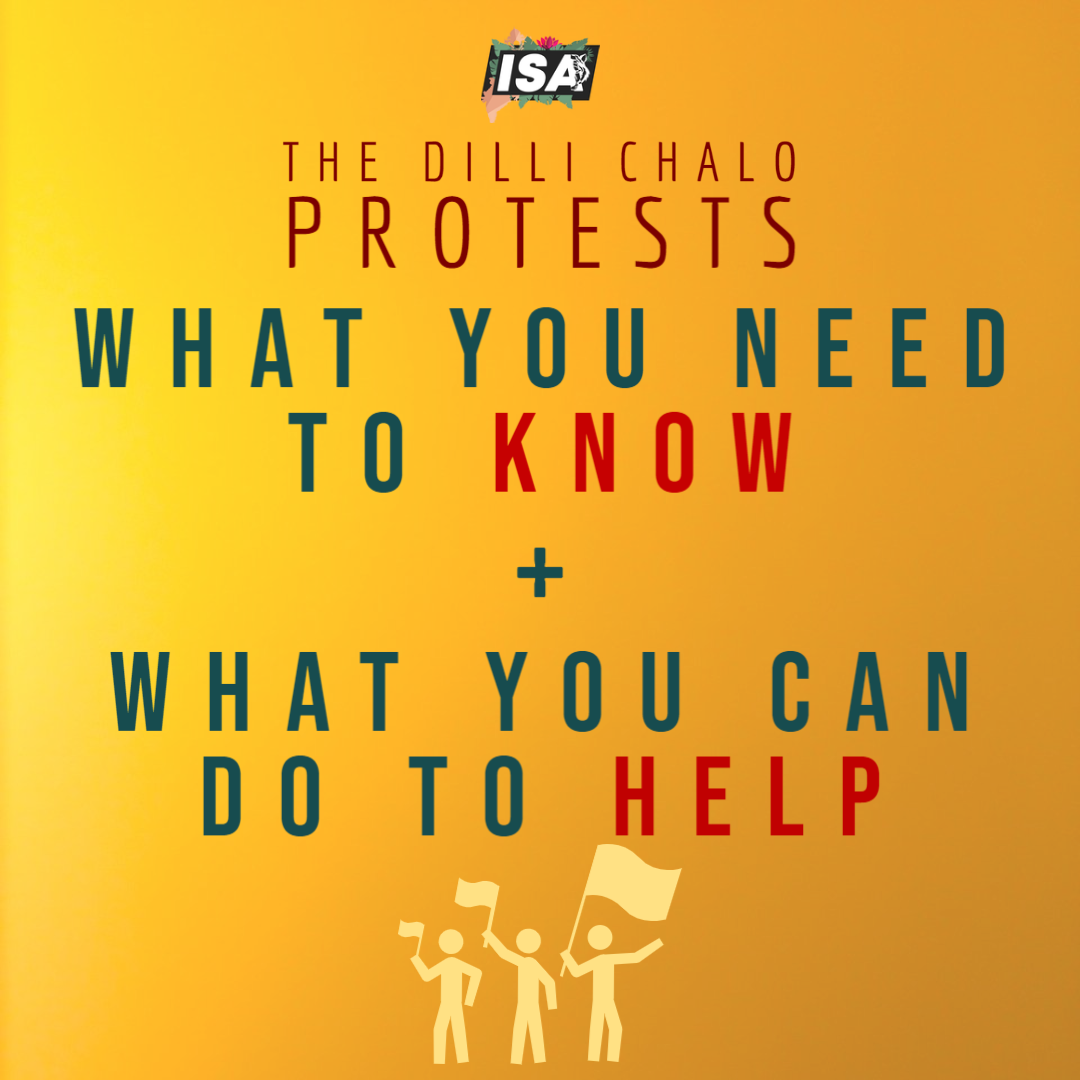 ISA
THE DILLI CHALO
PROTESTS
WHAT YOU NEED
TO KNOW
+
WHAT YOU CAN
DO TO HELP